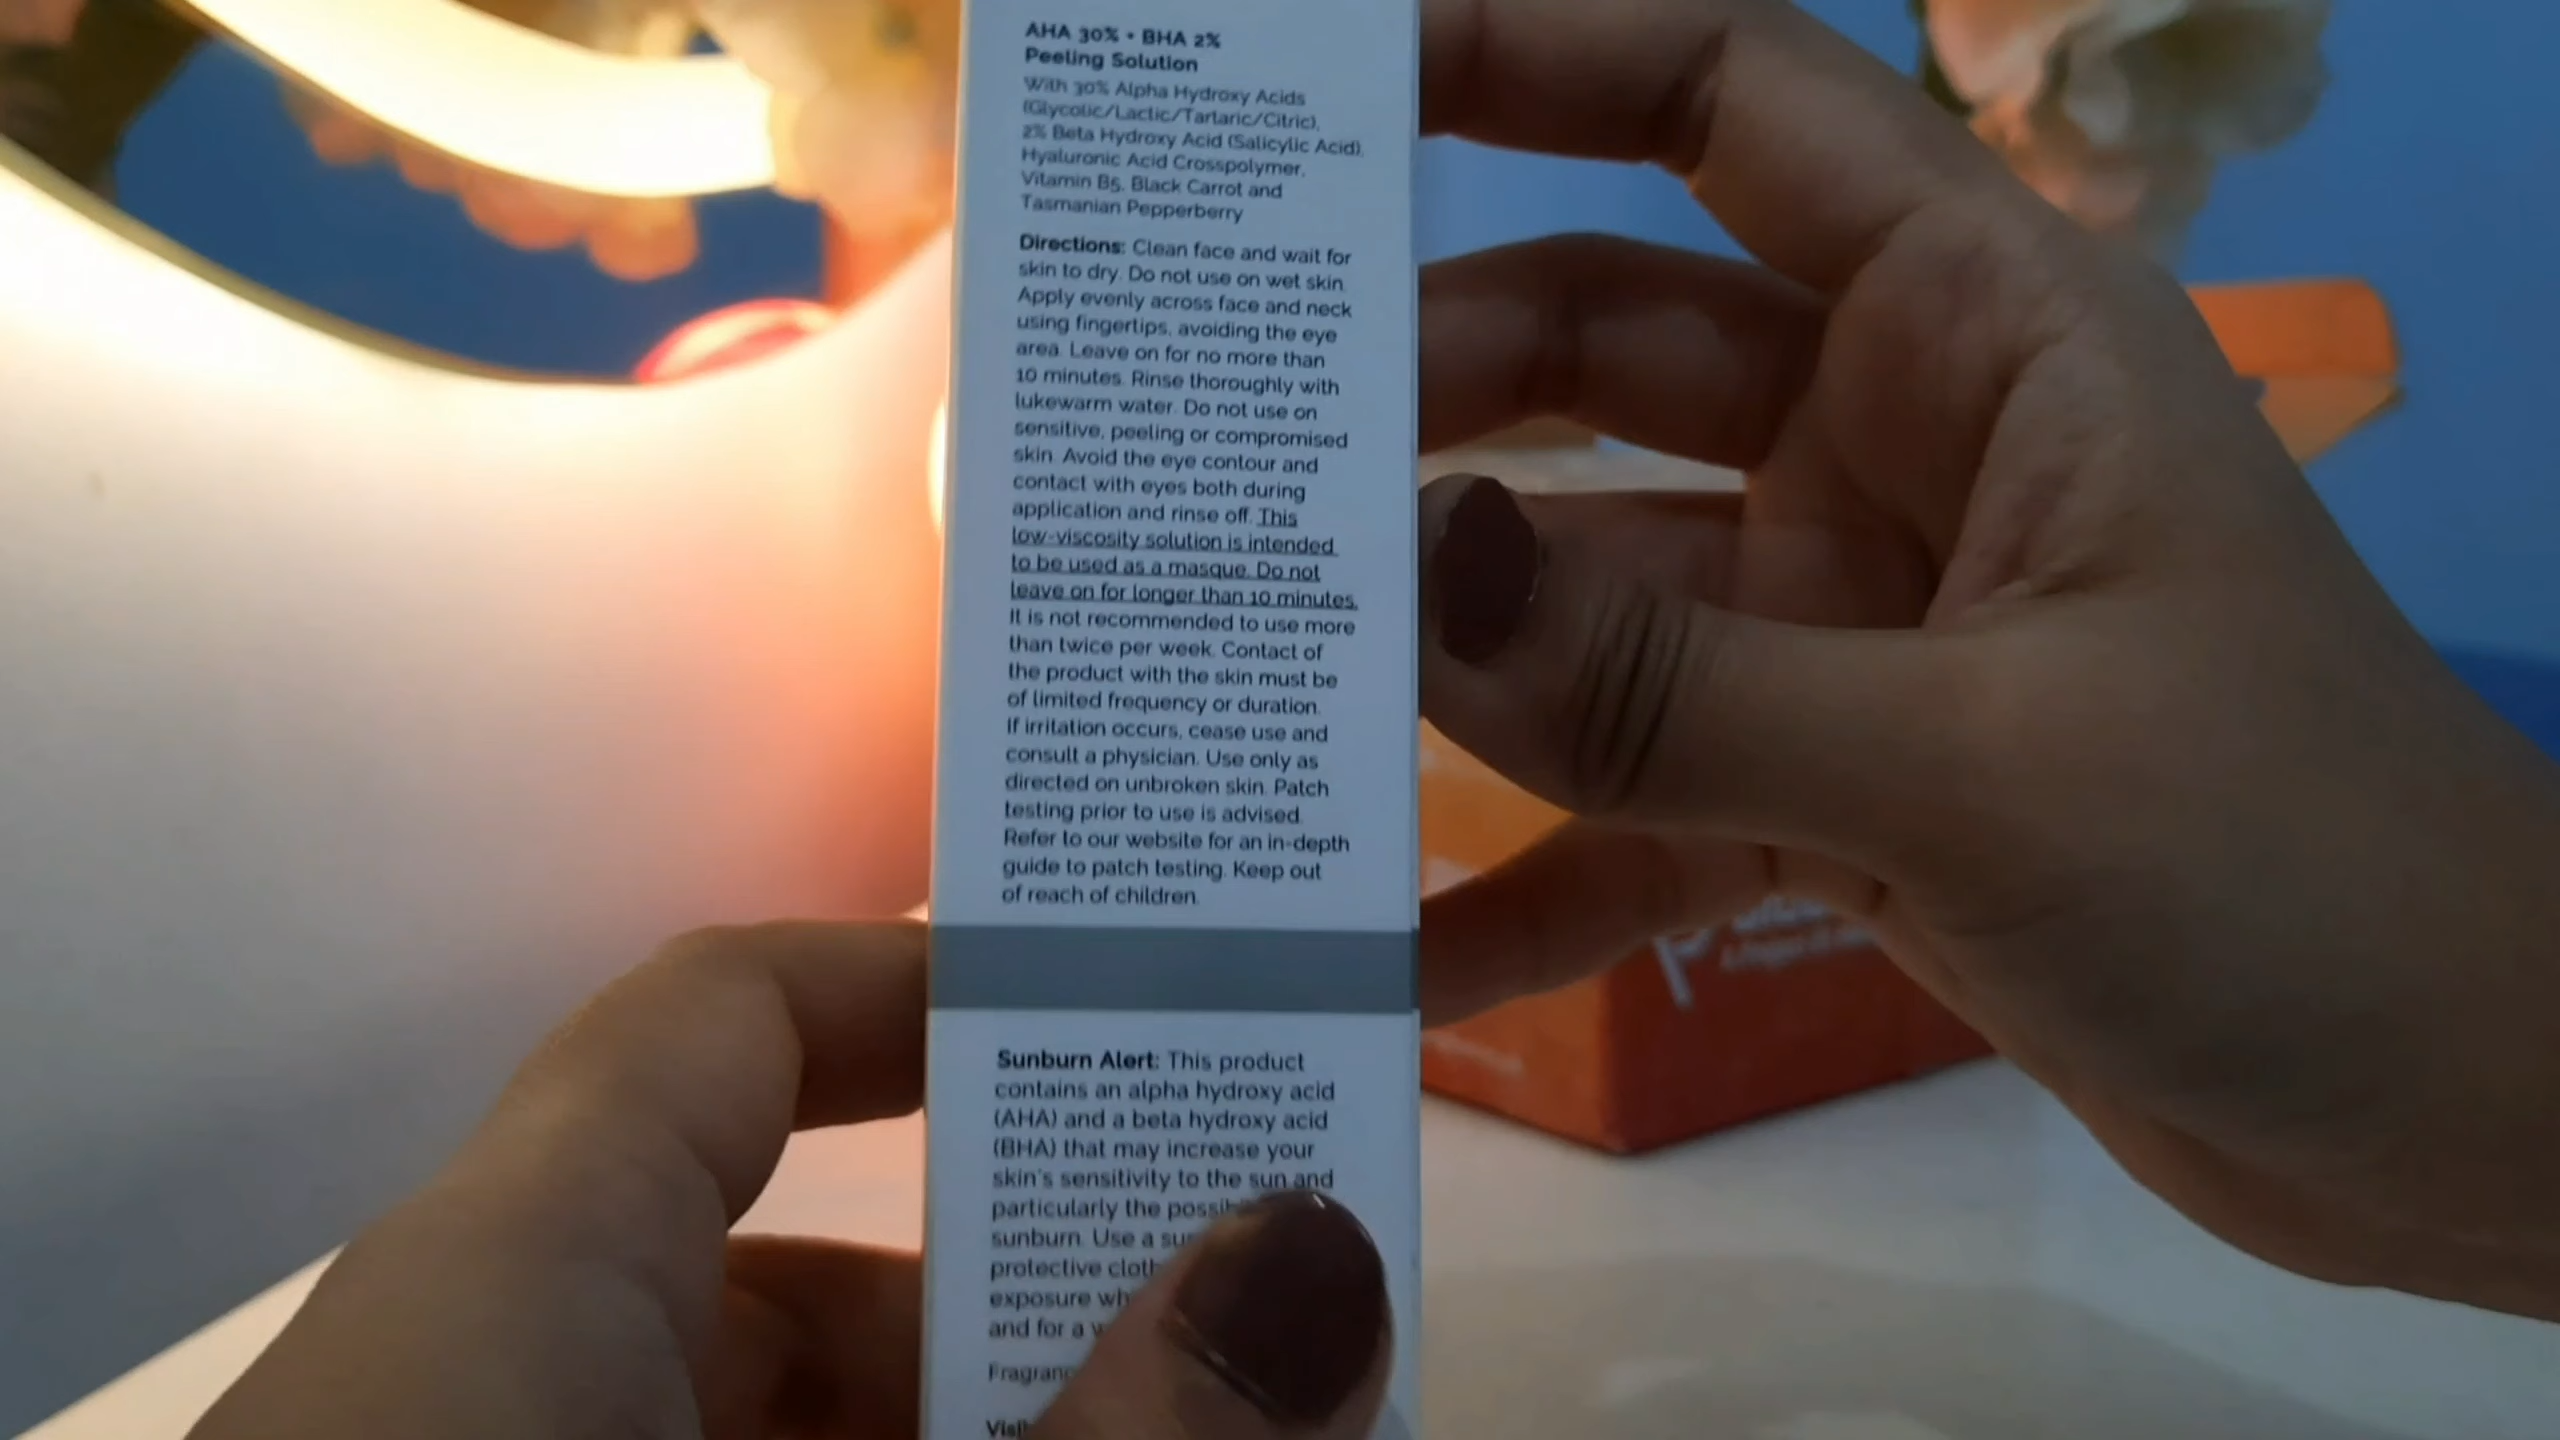 AHA 30% + BHA 2%
Peeling Solution
With 30% Alpha Hydroxy Acids
(Glycolic/Lactic/Tartaric/Citric),
2% Beta Hydroxy Acid (Salicylic Acid),
Hyaluronic Acid Crosspolymer,
Vitamin B5, Black Carrot and
Tasmanian Pepperberry
Directions: Clean face and wait for
skin to dry. Do not use on wet skin.
Apply evenly across face and neck
using fingertips, avoiding the eye
area. Leave on for no more than
10 minutes. Rinse thoroughly with
lukewarm water. Do not use on
sensitive, peeling or compromised
skin. Avoid the eye contour and
contact with eyes both during
application and rinse off. This
low-viscosity solution is intended
to be used as a masque. Do not
leave on for longer than 10 minutes.
It is not recommended to use more
than twice per week. Contact of
the product with the skin must be
of limited frequency or duration.
If irritation occurs, cease use and
consult a physician. Use only as
directed on unbroken skin. Patch
testing prior to use is advised.
Refer to our website for an in-depth
guide to patch testing. Keep out
of reach of children.
Sunburn Alert: This product
contains an alpha hydroxy acid
(AHA) and a beta hydroxy acid
(BHA) that may increase your
skin's sensitivity to the sun and
particularly the
sunburn. Use a
protective
exposure
and for a